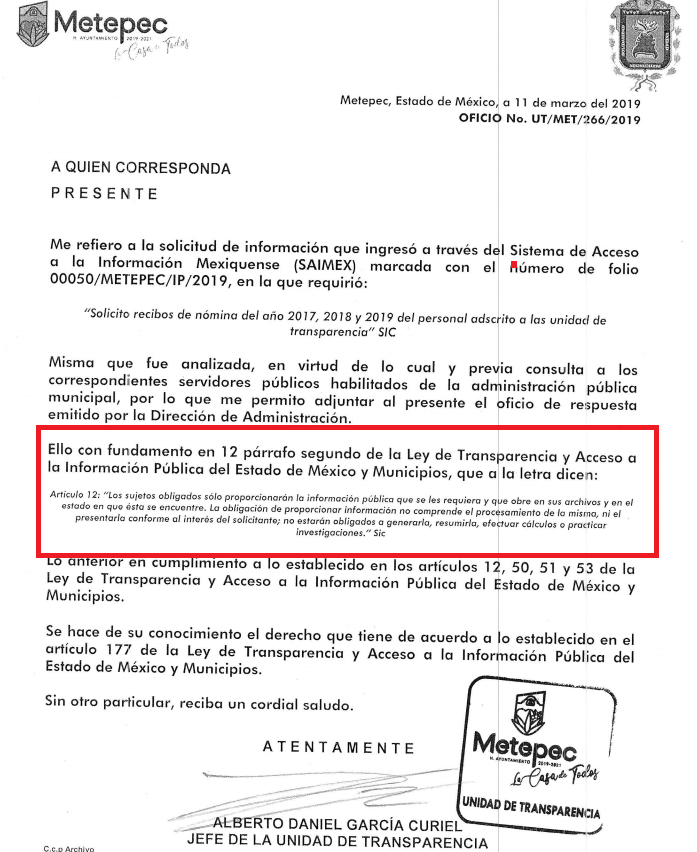 Metepec
H. AYUNTAMIENTO 2019-2021
La Casa de Todos
Metepec, Estado de México, a 11 de marzo del 2019
OFICIO No. UT/MET/266/2019
A QUIEN CORRESPONDA
P R E S E N T E
Me refiero a la solicitud de información que ingresó a través del Sistema de Acceso
a la Información Mexiquense (SAIMEX) marcada con el número de folio
00050/METEPEC/IP/2019, en la que requirió:
"Solicito recibos de nómina del año 2017, 2018 y 2019 del personal adscrito a las unidad de
transparencia" SIC
Misma que fue analizada, en virtud de lo cual y previa consulta a los
correspondientes servidores públicos habilitados de la administración pública
municipal, por lo que me permito adjuntar al presente el oficio de respuesta
emitido por la Dirección de Administración.
Ello con fundamento en 12 párrafo segundo de la Ley de Transparencia y Acceso a
la Información Pública del Estado de México y Municipios, que a la letra dicen:
Artículo 12: "Los sujetos obligados sólo proporcionarán la información pública que se les requiera y que obre en sus archivos y en el
estado en que ésta se encuentre. La obligación de proporcionar información no comprende el procesamiento de la misma, ni el
presentarla conforme al interés del solicitante; no estarán obligados a generarla, resumirla, efectuar cálculos o practicar
investigaciones." Sic
Lo anterior en cumplimiento a lo establecido en los artículos 12, 50, 51 y 53 de la
Ley de Transparencia y Acceso a la Información Pública del Estado de México y
Municipios.
Se hace de su conocimiento el derecho que tiene de acuerdo a lo establecido en el
artículo 177 de la Ley de Transparencia y Acceso a la Información Pública del
Estado de México y Municipios.
Sin otro particular, reciba un cordial saludo.
A T E N T A M E N T E
Metepec
H. AYUNTAMIENTO 2019-2021
La Casa de Todos
UNIDAD DE TRANSPARENCIA
ALBERTO DANIEL GARCÍA CURIEL
JEFE DE LA UNIDAD DE TRANSPARENCIA
C.c.p Archivo